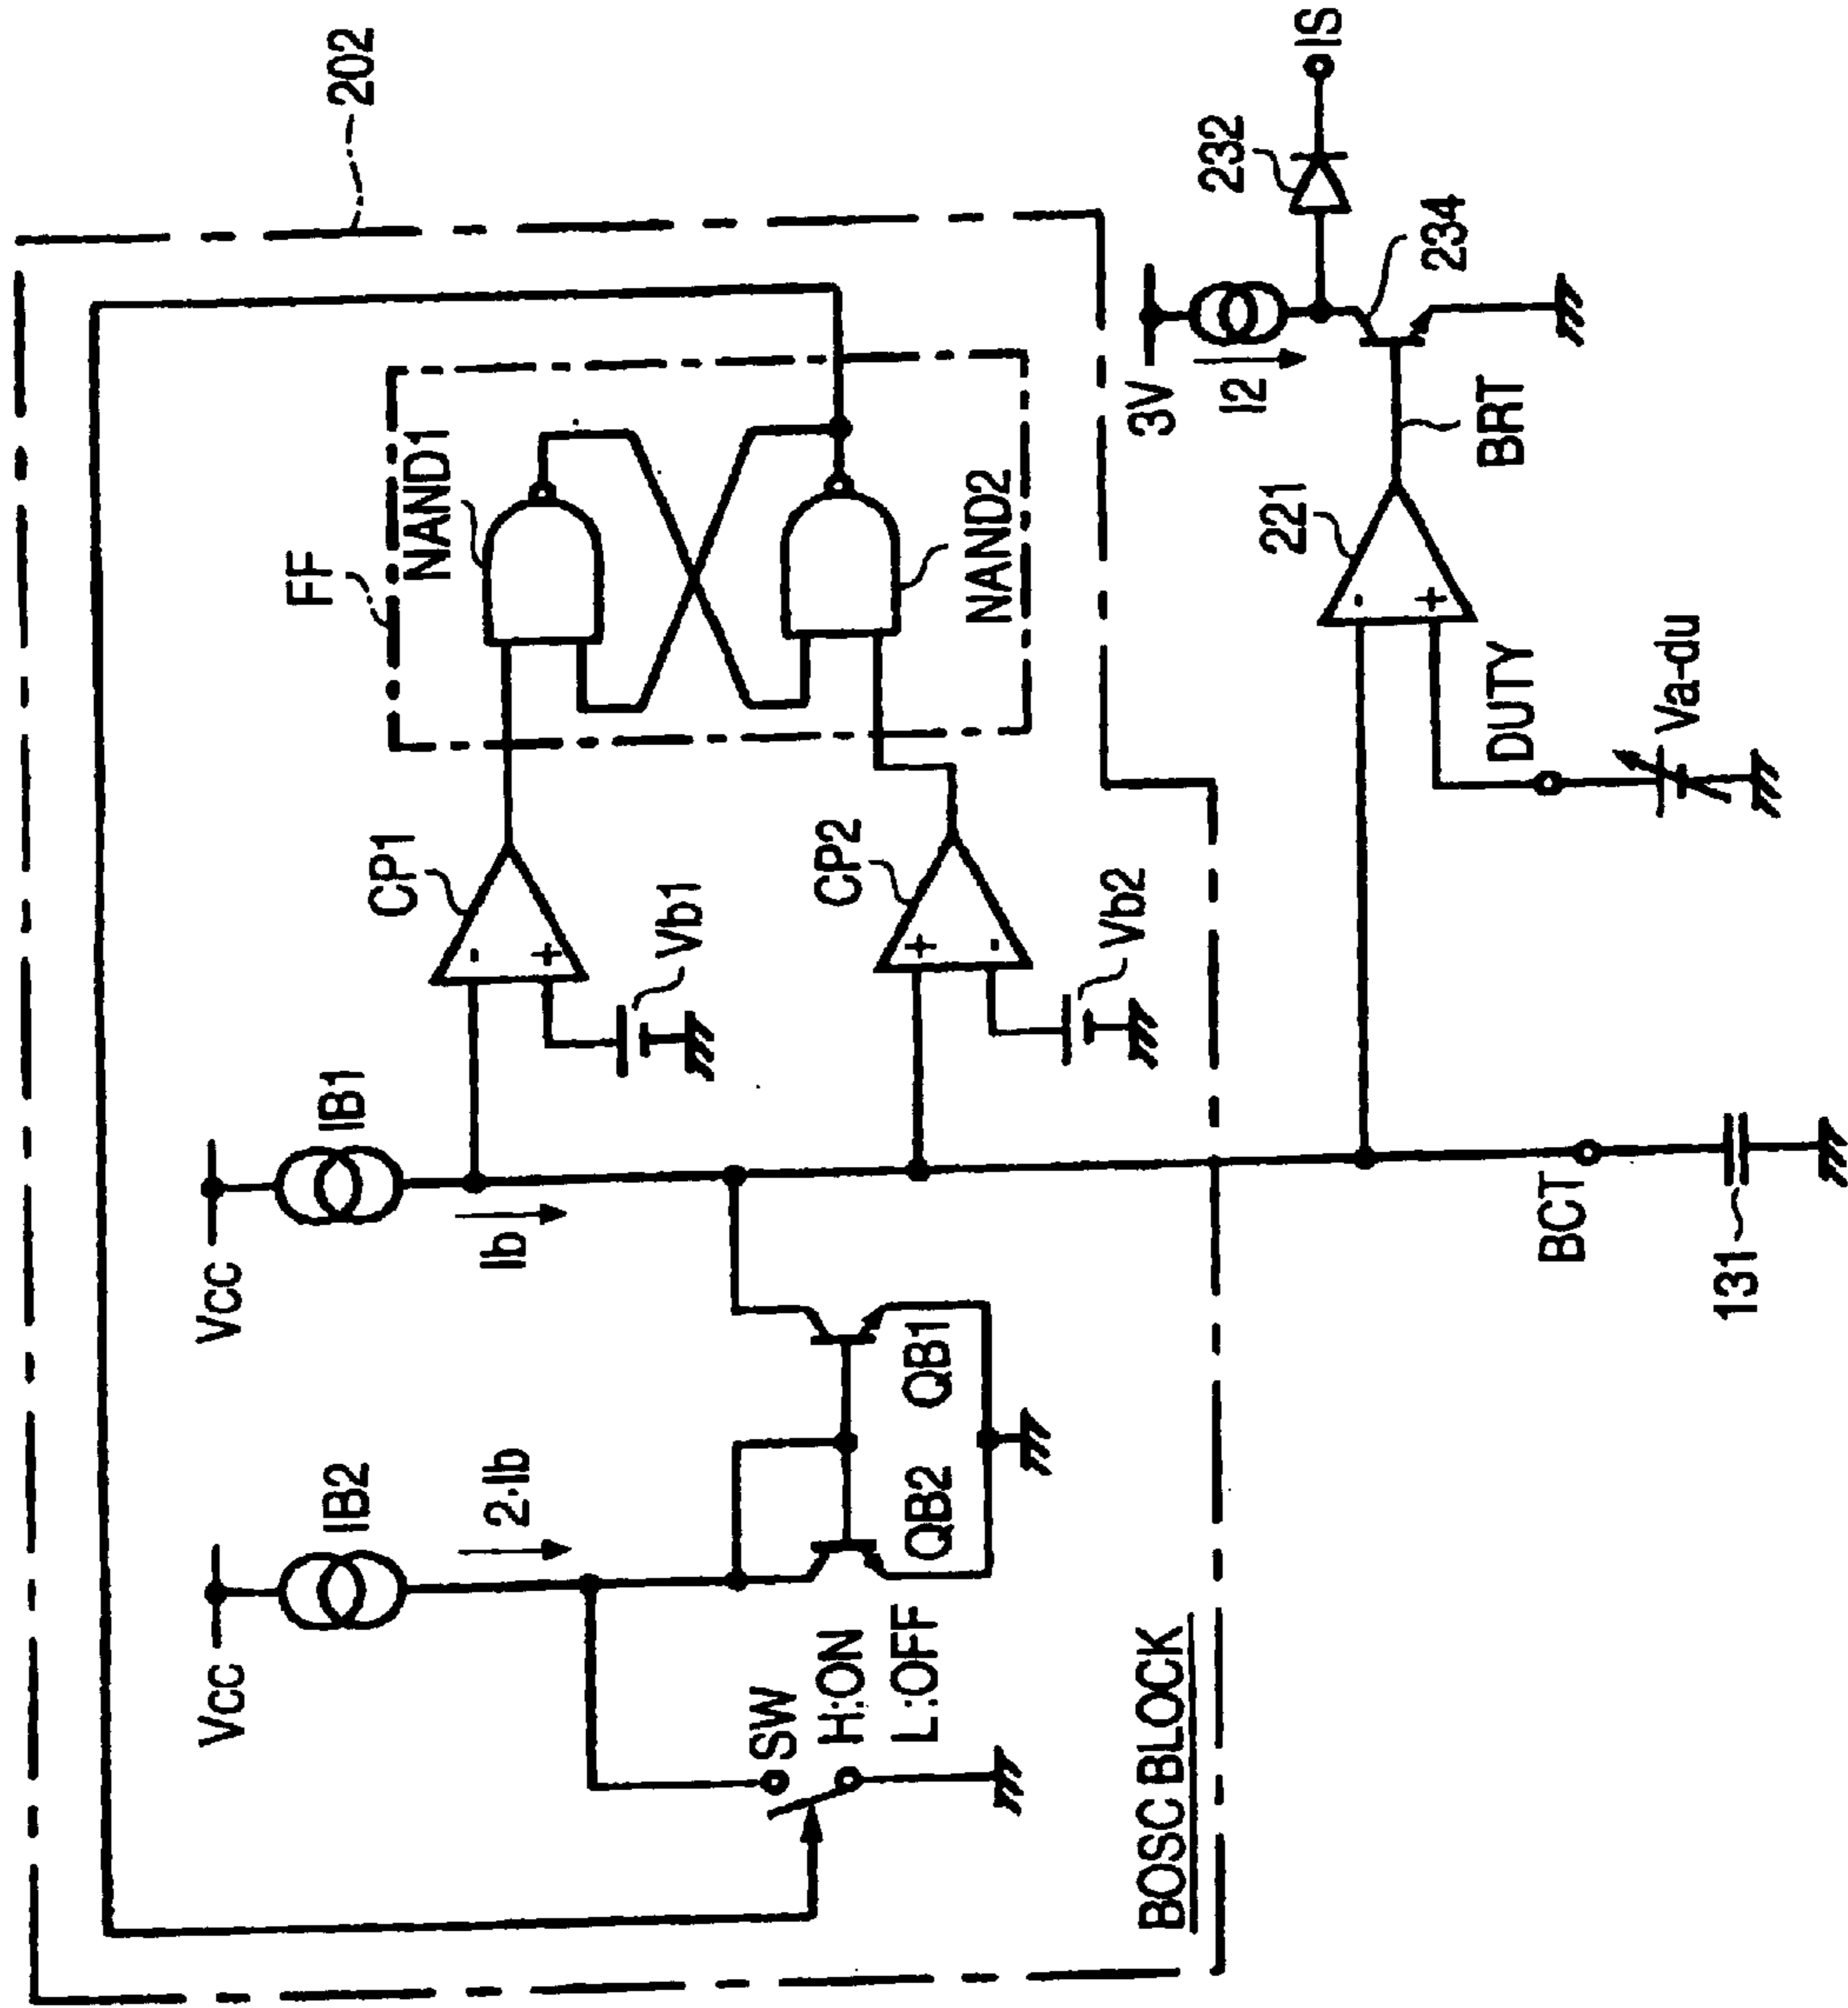 202
FF
NAND1
Vcc
IB2
Vcc
IB1
CP1
2·Ib
Ib
Vb1
SW
H:ON
L:OFF
QB2
QB1
CP2
NAND2
Vb2
BOSC BLOCK
3V
I2
232
IS
221
234
BRT
DUTY
Va-du
BCT
131
-
+
+
-
-
+